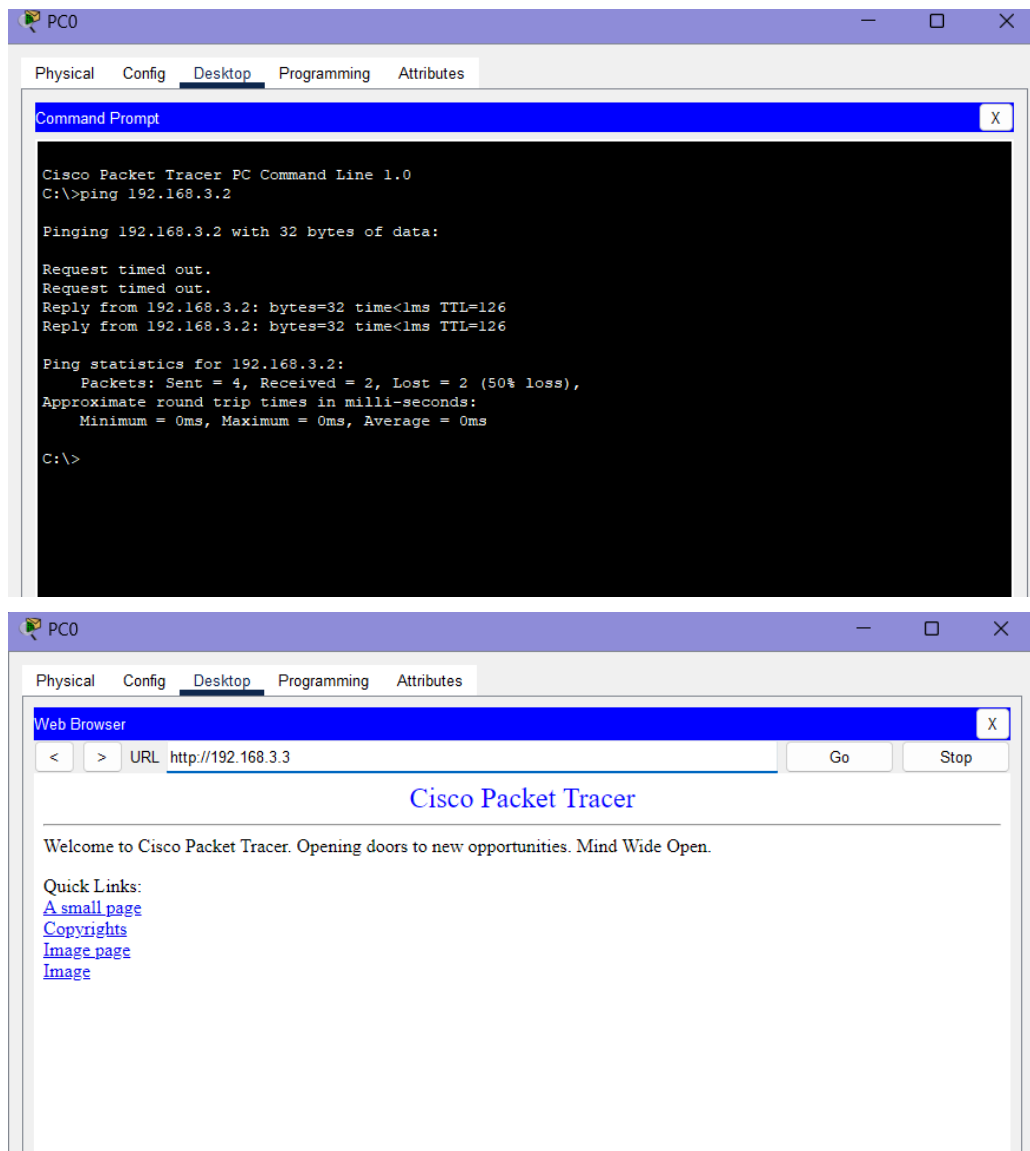 PC0
Physical Config Desktop Programming Attributes
Command Prompt X
Cisco Packet Tracer PC Command Line 1.0
C:\>ping 192.168.3.2
Pinging 192.168.3.2 with 32 bytes of data:
Request timed out.
Request timed out.
Reply from 192.168.3.2: bytes=32 time<1ms TTL=126
Reply from 192.168.3.2: bytes=32 time<1ms TTL=126
Ping statistics for 192.168.3.2:
Packets: Sent = 4, Received = 2, Lost = 2 (50% loss),
Approximate round trip times in milli-seconds:
Minimum = 0ms, Maximum = 0ms, Average = 0ms
C:\>
PC0
Physical Config Desktop Programming Attributes
Web Browser X
< > URL http://192.168.3.3 Go Stop
Cisco Packet Tracer
Welcome to Cisco Packet Tracer. Opening doors to new opportunities. Mind Wide Open.
Quick Links:
A small page
Copyrights
Image page
Image